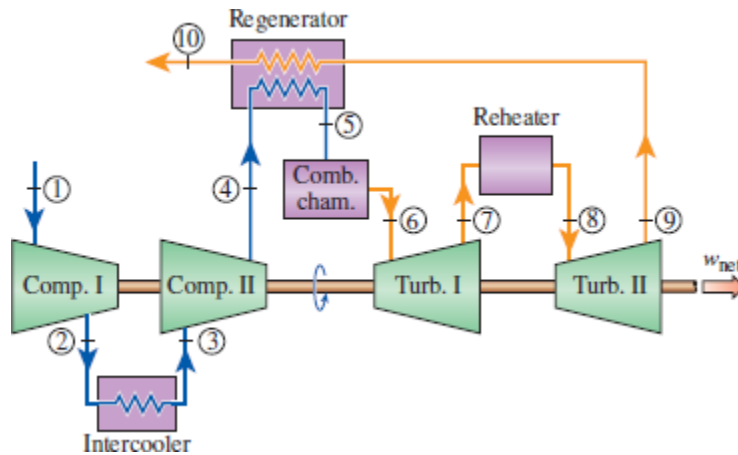 Regenerator
10
5
Reheater
1
4
Comb.
cham.
6
7
8
9
Comp. I
Comp. II
Turb. I
Turb. II
wnet
2
3
Intercooler